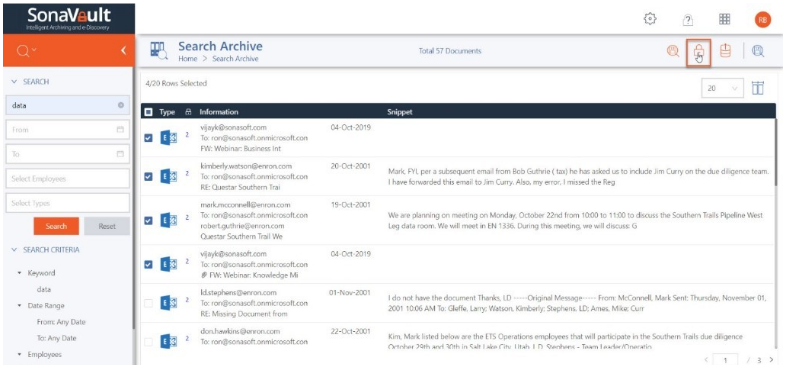 SonaVault
Intelligent Archiving and e-Discovery
RB
Search Archive
Home > Search Archive
Total 57 Documents
SEARCH
data
From
To
Select Employees
Select Types
Search Reset
SEARCH CRITERIA
Keyword
data
Date Range
From: Any Date
To: Any Date
Employees
4/20 Rows Selected
20
Type Information Snippet
2 vijayk@sonasoft.com 04-Oct-2019
To: ron@sonasoft.onmicrosoft.con
FW: Webinar: Business Int
2 kimberly.watson@enron.com 20-Oct-2001
To: ron@sonasoft.onmicrosoft.con
RE: Questar Southern Trai
Mark, FYI, per a subsequent email from Bob Guthrie ( tax) he has asked us to include Jim Curry on the due diligence team.
I have forwarded this email to Jim Curry. Also, my error, I missed the Reg
2 mark.mcconnell@enron.com 19-Oct-2001
To: ron@sonasoft.onmicrosoft.con
robert.guthrie@enron.com
Questar Southern Trail We
We are planning on meeting on Monday, October 22nd from 10:00 to 11:00 to discuss the Southern Trails Pipeline West
Leg data room. We will meet in EN 1336. During this meeting, we will discuss: G
2 vijayk@sonasoft.com 04-Oct-2019
To: ron@sonasoft.onmicrosoft.con
FW: Webinar: Knowledge Mi
2 ld.stephens@enron.com 01-Nov-2001
To: ron@sonasoft.onmicrosoft.con
RE: Missing Document from
I do not have the document Thanks, LD -----Original Message----- From: McConnell, Mark Sent: Thursday, November 01,
2001 10:06 AM To: Gleffe, Larry; Watson, Kimberly; Stephens, LD; Ames, Mike; Curr
2 don.hawkins@enron.com 22-Oct-2001
To: ron@sonasoft.onmicrosoft.con
Kim, Mark listed below are the ETS Operations employees that will participate in the Southern Trails due diligence
October 29th and 30th in Salt Lake City, Utah. L.D. Stephens - Team Leader/Operatio
< 1 / 3 >